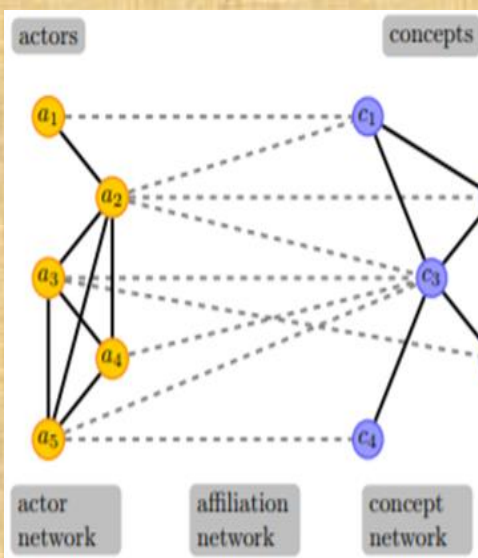 actors
concepts
a1
c1
a2
a3
c3
a4
a5
c4
actor
network
affiliation
network
concept
network